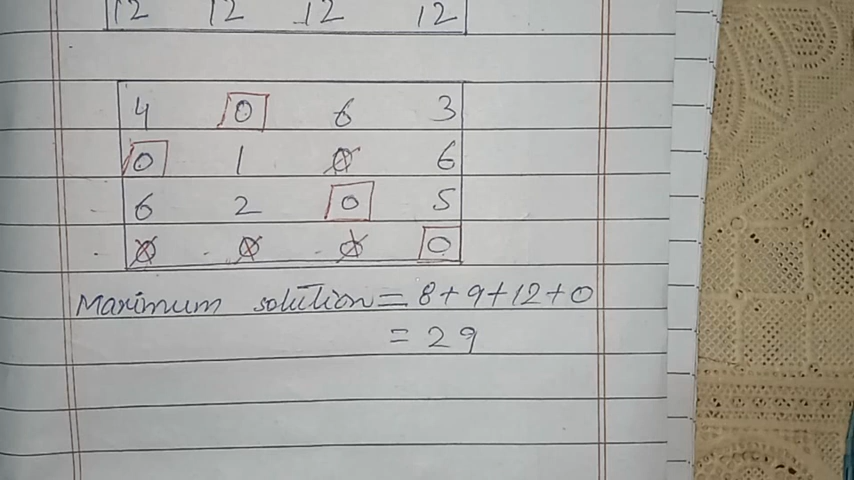 12 12 12 12
4 0 6 3
0 1 0 6
6 2 0 5
0 0 0 0
Maximum solution = 8+9+12+0
= 29